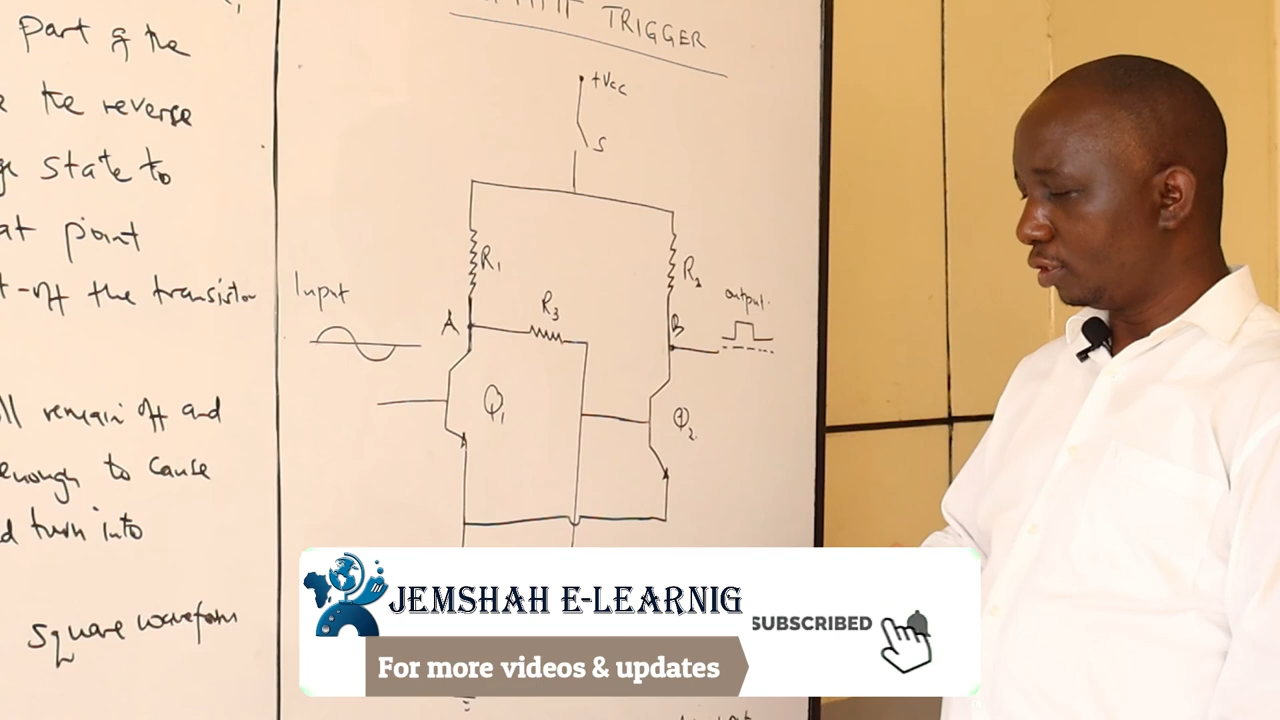 part of the
the reverse
state to
at point
t-off the transistor
ll remain off and
enough to cause
d turn into
square waveform
TRIGGER
+Vcc
S
R1
R2
Input
R3
output.
A
B
Q1
Q2
JEMSHAH E-LEARNIG
SUBSCRIBED
For more videos & updates